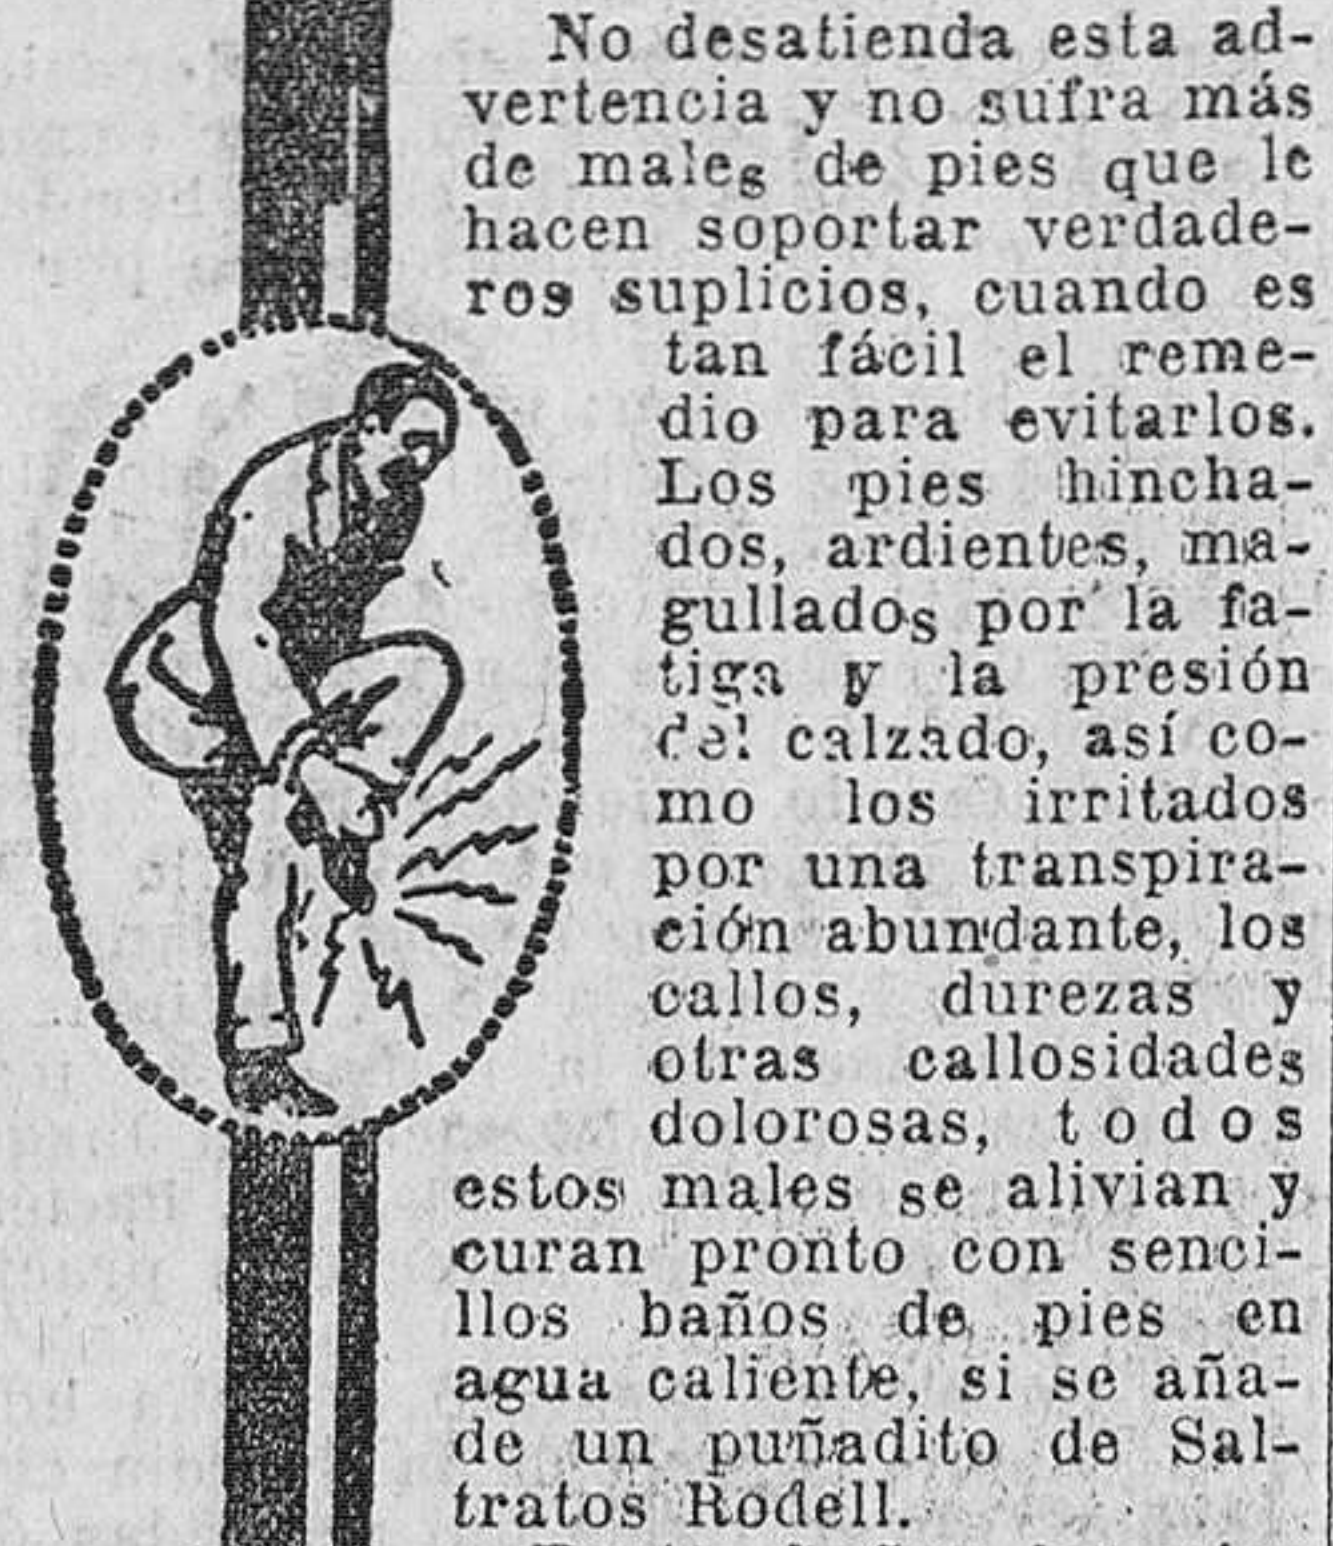 No desatienda esta ad-
vertencia y no sufra más
de males de pies que le
hacen soportar verdade-
ros suplicios, cuando es
tan fácil el reme-
dio para evitarlos.
Los pies hincha-
dos, ardientes, ma-
gullados por la fa-
tiga y la presión
del calzado, así co-
mo los irritados
por una transpira-
ción abundante, los
callos, durezas y
otras callosidades
dolorosas, todos
estos males se alivian y
curan pronto con senci-
llos baños de pies en
agua caliente, si se aña-
de un puñadito de Sal-
tratos Rodell.